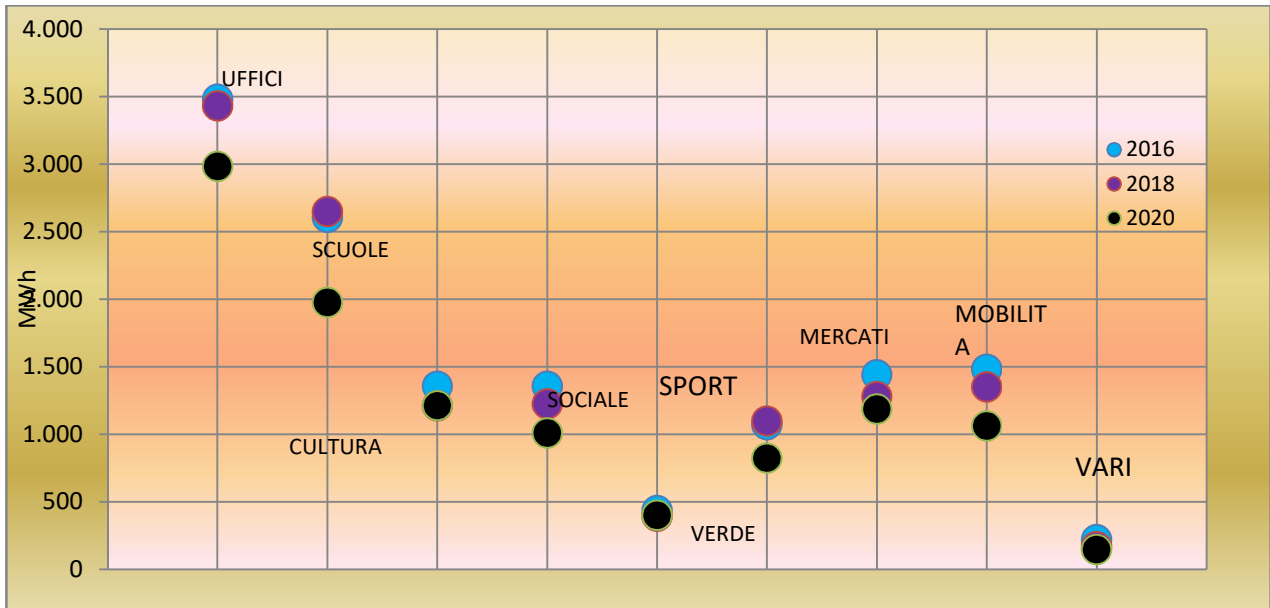 4.000
3.500
3.000
2.500
2.000
1.500
1.000
500
0
MWh
UFFICI
SCUOLE
CULTURA
SOCIALE
SPORT
VERDE
MERCATI
MOBILIT
A
VARI
2016
2018
2020